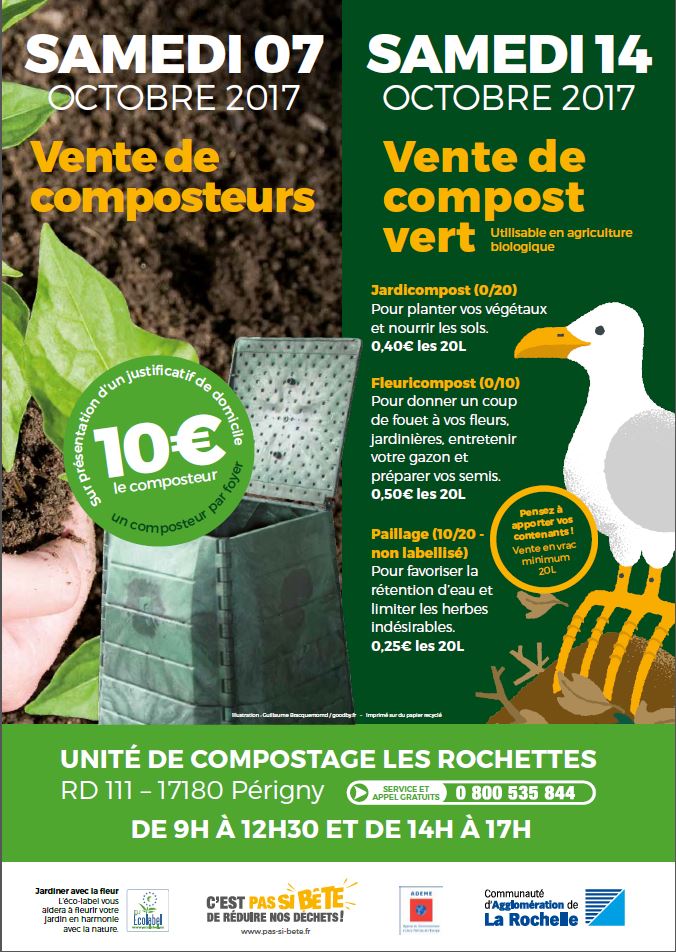 SAMEDI 07
OCTOBRE 2017
Vente de
composteurs
Sur présentation d'un justificatif de domicile
10€
le composteur
un composteur par foyer
SAMEDI 14
OCTOBRE 2017
Vente de
compost
vert
Utilisable en agriculture
biologique
Jardicompost (0/20)
Pour planter vos végétaux
et nourrir les sols.
0,40€ les 20L
Fleuricompost (0/10)
Pour donner un coup
de fouet à vos fleurs,
jardinières, entretenir
votre gazon et
préparer vos semis.
0,50€ les 20L
Paillage (10/20 -
non labellisé)
Pour favoriser la
rétention d'eau et
limiter les herbes
indésirables.
0,25€ les 20L
Pensez à
apporter vos
contenants !
Vente en vrac
minimum
20L
Illustration : Guillaume Bracquemomd / goodby.fr - Imprimé sur du papier recyclé
UNITÉ DE COMPOSTAGE LES ROCHETTES
RD 111 – 17180 Périgny
SERVICE ET
APPEL GRATUITS
0 800 535 844
DE 9H À 12H30 ET DE 14H À 17H
Jardiner avec la fleur
L'éco-label vous
aidera à fleurir votre
jardin en harmonie
avec la nature.
Ecolabel
C'EST PAS SI BÊTE
DE RÉDUIRE NOS DÉCHETS !
www.pas-si-bete.fr
ADEME
Communauté
d'Agglomération de
La Rochelle